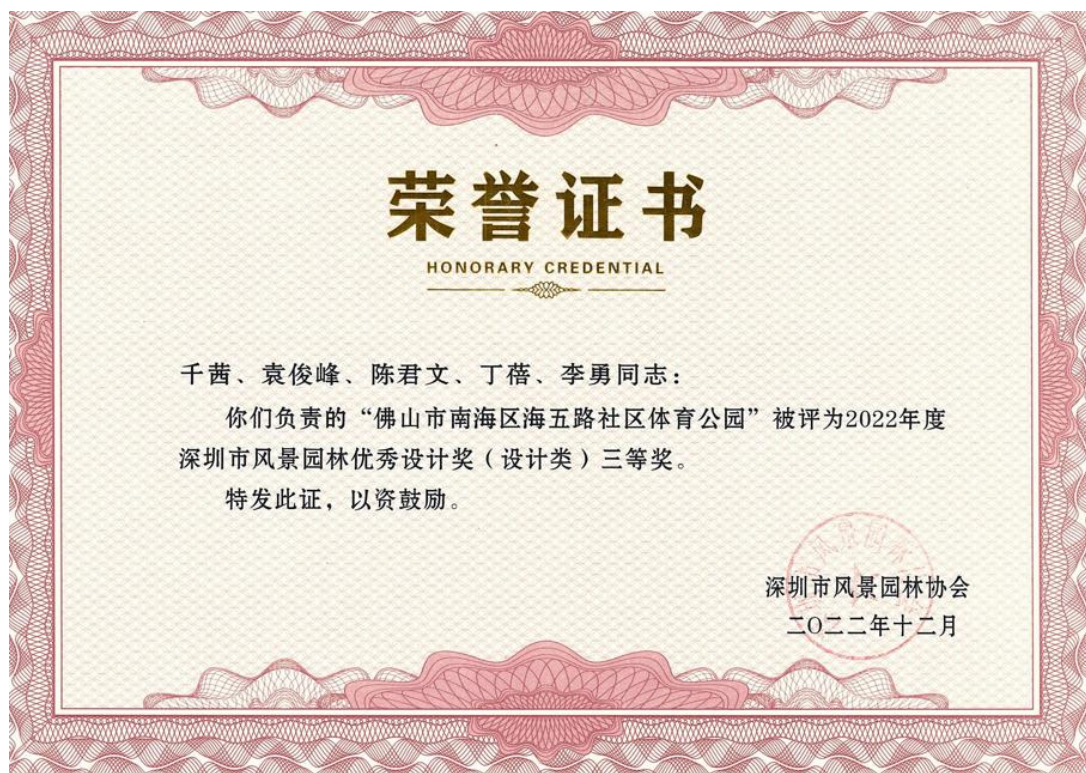 荣誉证书
HONORARY CREDENTIAL
千茜、袁俊峰、陈君文、丁蓓、李勇同志：
你们负责的“佛山市南海区海五路社区体育公园”被评为2022年度
深圳市风景园林优秀设计奖（设计类）三等奖。
特发此证，以资鼓励。
深圳市风景园林协会
二〇二二年十二月